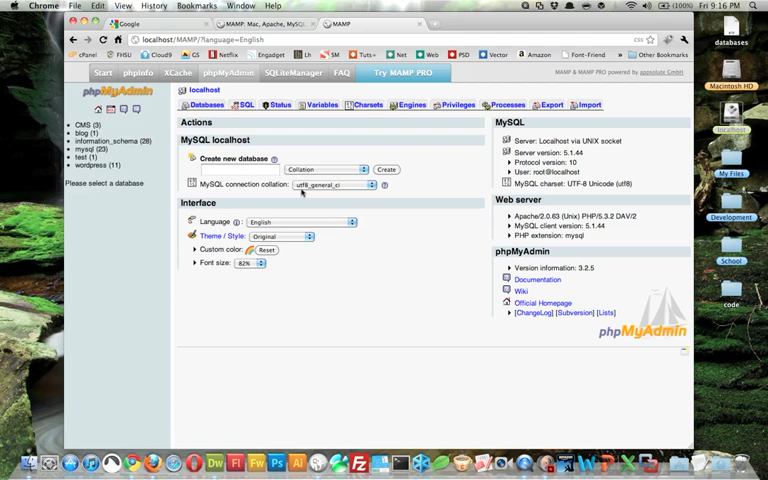 Chrome File Edit View History Bookmarks Window Help
Fri 9:16 PM
Google
MAMP: Mac, Apache, MySQL
MAMP
localhost/MAMP/?language=English
css
cPanel FHSU Cloud9 GS Netflix Engadget Lh Tuts+ Net Web PSD Vector Amazon Font-Friend » Other Bookmarks
Start phpInfo XCache phpMyAdmin SQLiteManager FAQ Try MAMP PRO
MAMP & MAMP PRO powered by appsolute GmbH
phpMyAdmin
CMS (3)
blog (1)
information_schema (28)
mysql (23)
test (1)
wordpress (11)
Please select a database
localhost
Databases SQL Status Variables Charsets Engines Privileges Processes Export Import
Actions
MySQL localhost
Create new database
Collation
Create
MySQL connection collation: utf8_general_ci
Interface
Language : English
Theme / Style: Original
Custom color: Reset
Font size: 82%
MySQL
Server: Localhost via UNIX socket
Server version: 5.1.44
Protocol version: 10
User: root@localhost
MySQL charset: UTF-8 Unicode (utf8)
Web server
Apache/2.0.63 (Unix) PHP/5.3.2 DAV/2
MySQL client version: 5.1.44
PHP extension: mysql
phpMyAdmin
Version information: 3.2.5
Documentation
Wiki
Official Homepage
[ChangeLog] [Subversion] [Lists]
phpMyAdmin
databases
Macintosh HD
localhost
My Files
Development
School
code
Dw Fl Fw Ps Ai